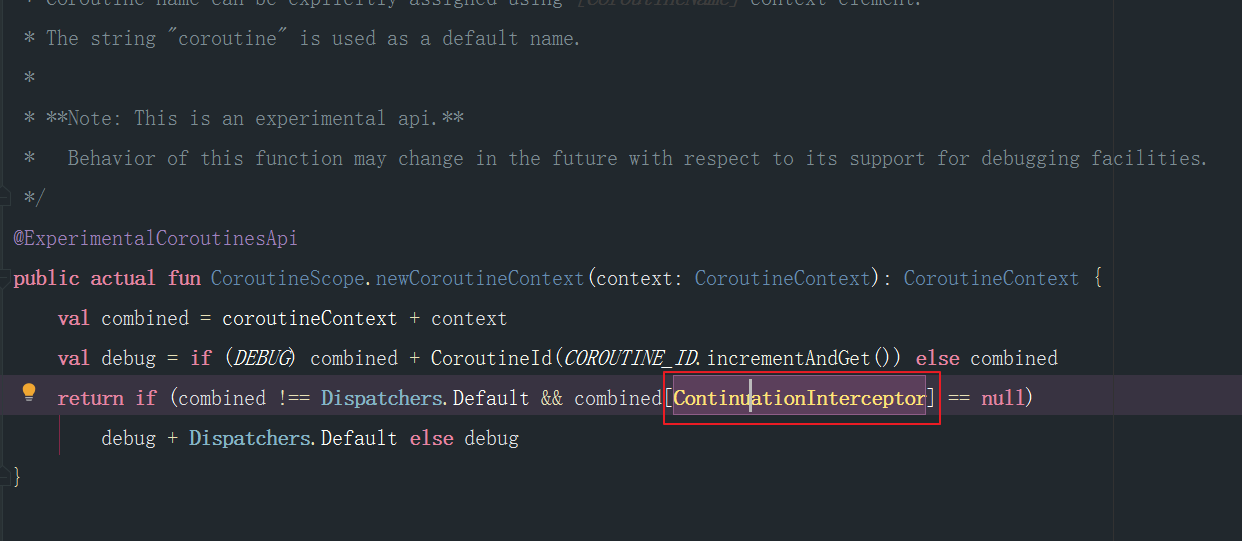 * Coroutine name can be explicitly assigned using [CoroutineName] context element.
* The string "coroutine" is used as a default name.
*
* **Note: This is an experimental api.**
*   Behavior of this function may change in the future with respect to its support for debugging facilities.
*/
@ExperimentalCoroutinesApi
public actual fun CoroutineScope.newCoroutineContext(context: CoroutineContext): CoroutineContext {
    val combined = coroutineContext + context
    val debug = if (DEBUG) combined + CoroutineId(COROUTINE_ID.incrementAndGet()) else combined
    return if (combined !== Dispatchers.Default && combined[ContinuationInterceptor] == null)
        debug + Dispatchers.Default else debug
}